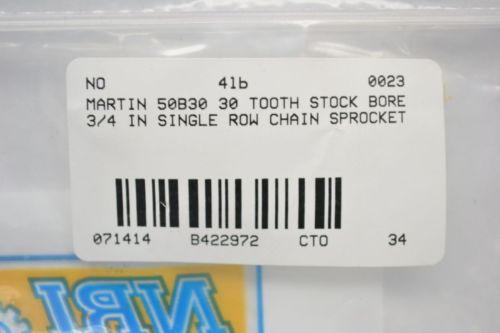 NO 41b 0023
MARTIN 50B30 30 TOOTH STOCK BORE
3/4 IN SINGLE ROW CHAIN SPROCKET
071414 B422972 CTO 34
NBI